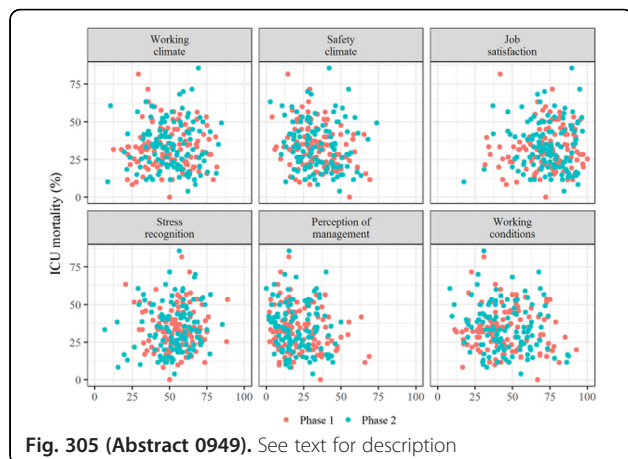 Working
climate
Safety
climate
Job
satisfaction
75
50
25
0
Stress
recognition
Perception of
management
Working
conditions
75
50
25
0
ICU mortality (%)
0 25 50 75 100
0 25 50 75 100
0 25 50 75 100
Phase 1 Phase 2
Fig. 305 (Abstract 0949). See text for description